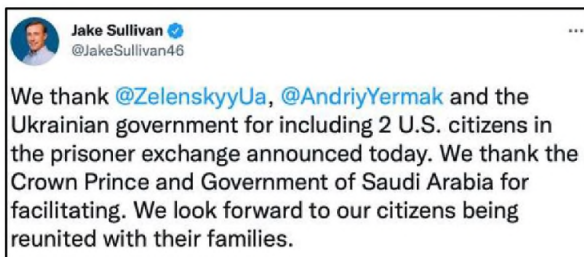 Jake Sullivan
@JakeSullivan46
We thank @ZelenskyyUa, @AndriyYermak and the
Ukrainian government for including 2 U.S. citizens in
the prisoner exchange announced today. We thank the
Crown Prince and Government of Saudi Arabia for
facilitating. We look forward to our citizens being
reunited with their families.